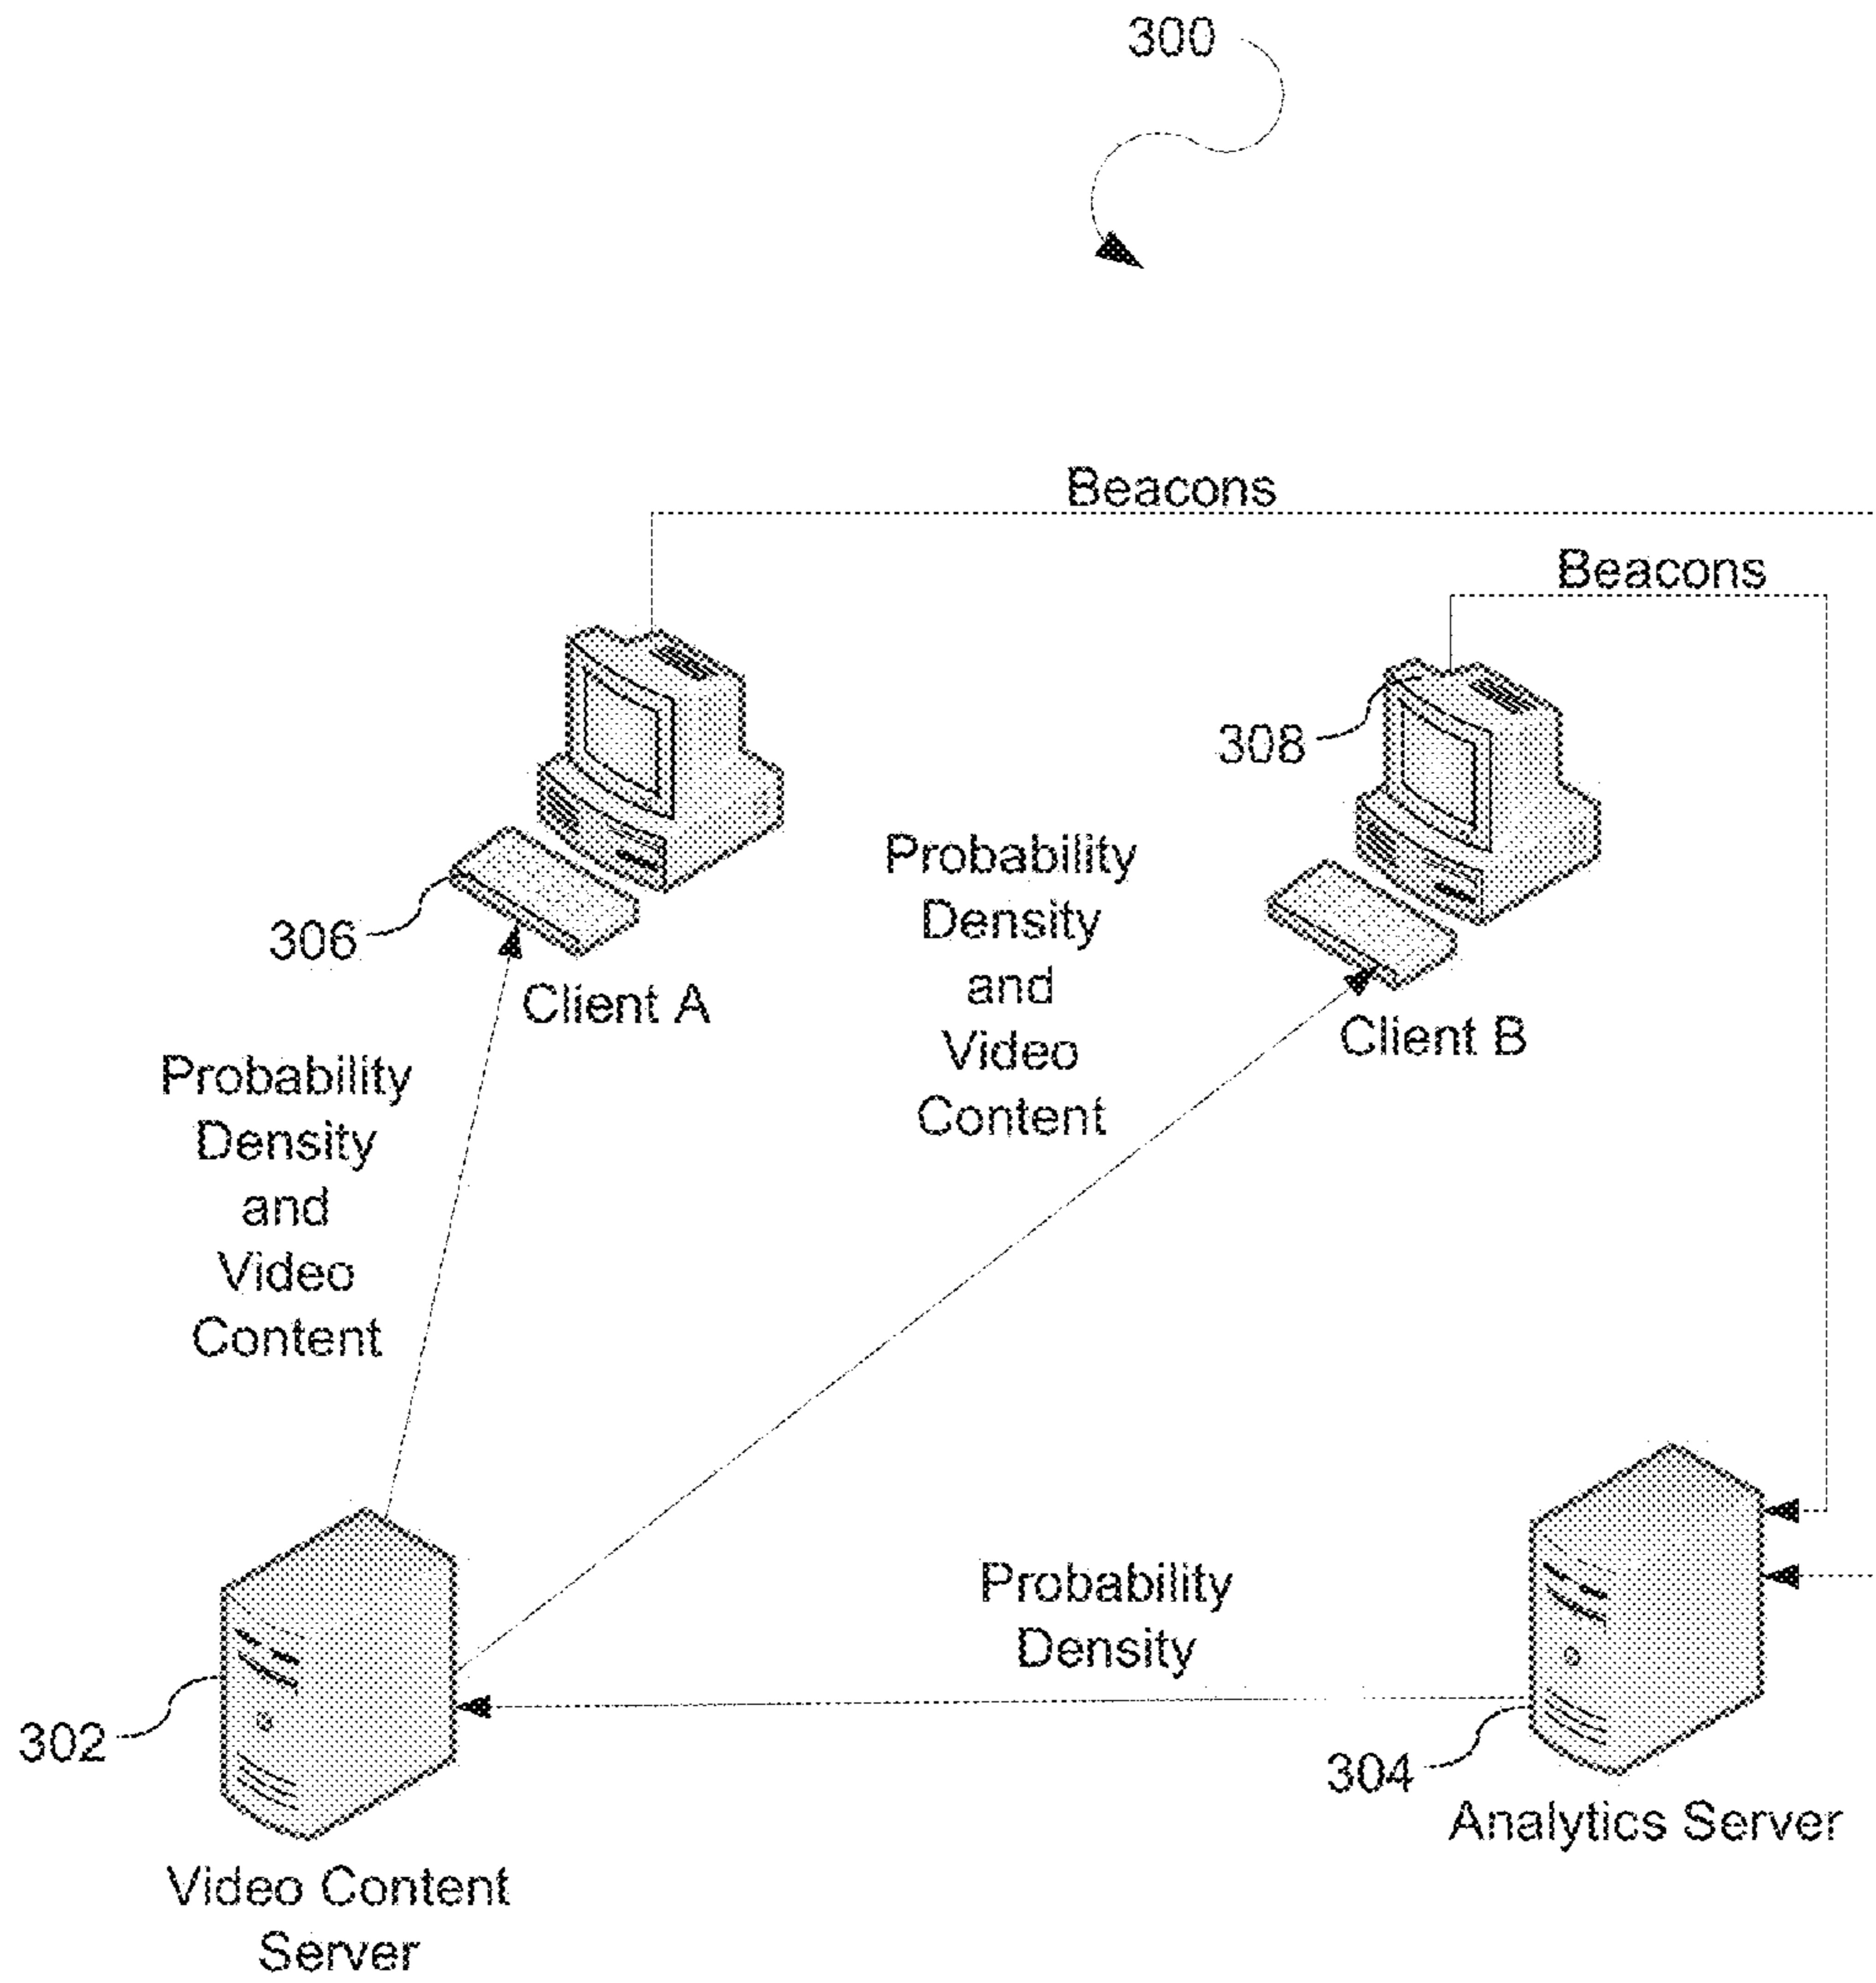 300
Beacons
Beacons
308
306
Client A
Probability
Density
and
Video
Content
Client B
Probability
Density
and
Video
Content
Probability
Density
302
304
Analytics Server
Video Content
Server